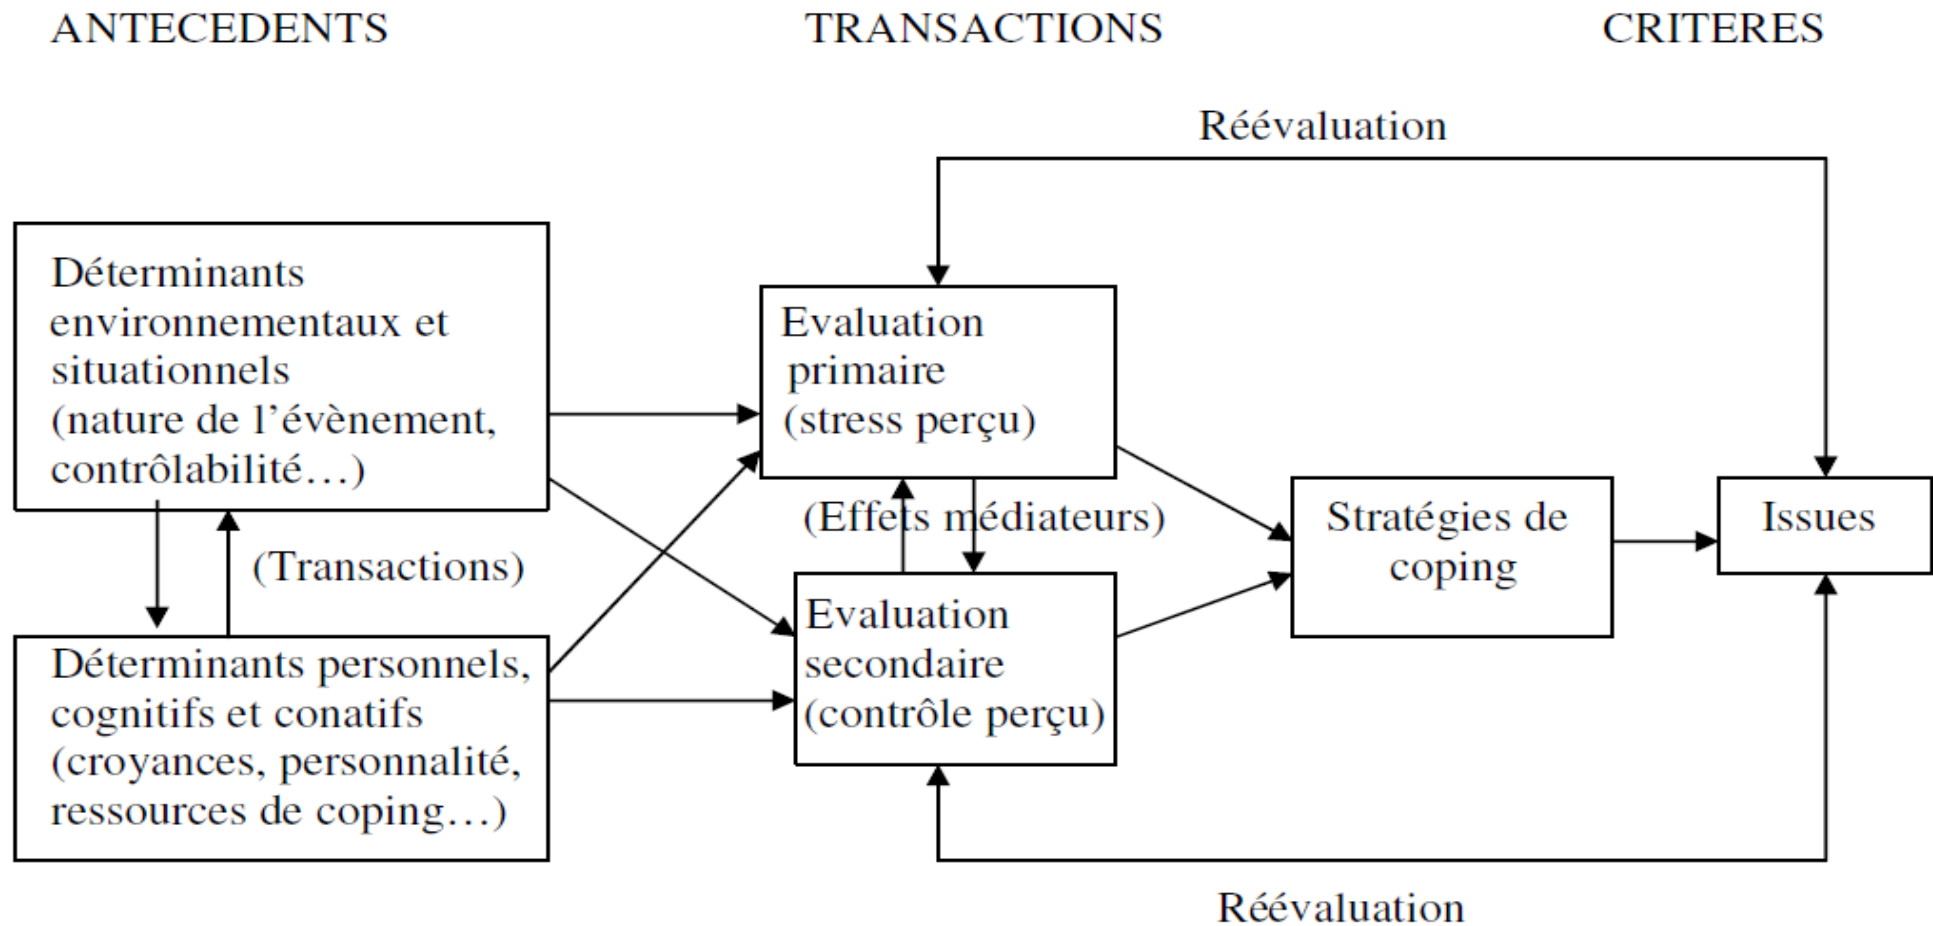 ANTECEDENTS
TRANSACTIONS
CRITERES
Réévaluation
Déterminants
environnementaux et
situationnels
(nature de l’évènement,
contrôlabilité…)
(Transactions)
Déterminants personnels,
cognitifs et conatifs
(croyances, personnalité,
ressources de coping…)
Evaluation
primaire
(stress perçu)
(Effets médiateurs)
Evaluation
secondaire
(contrôle perçu)
Stratégies de
coping
Issues
Réévaluation